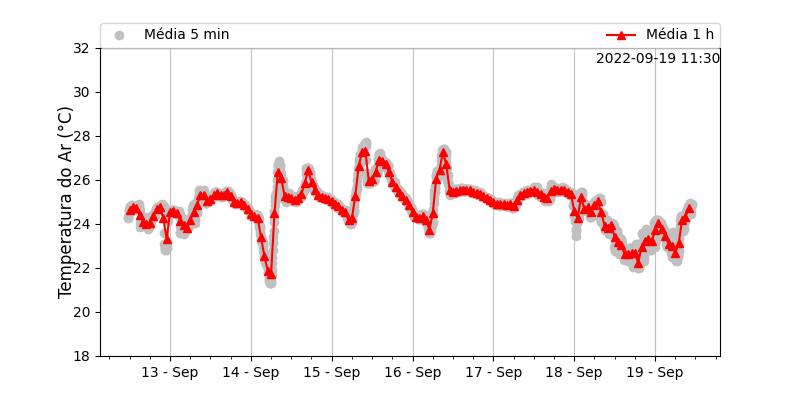 Média 5 min
Média 1 h
2022-09-19 11:30
Temperatura do Ar (°C)
32
30
28
26
24
22
20
18
13 - Sep
14 - Sep
15 - Sep
16 - Sep
17 - Sep
18 - Sep
19 - Sep